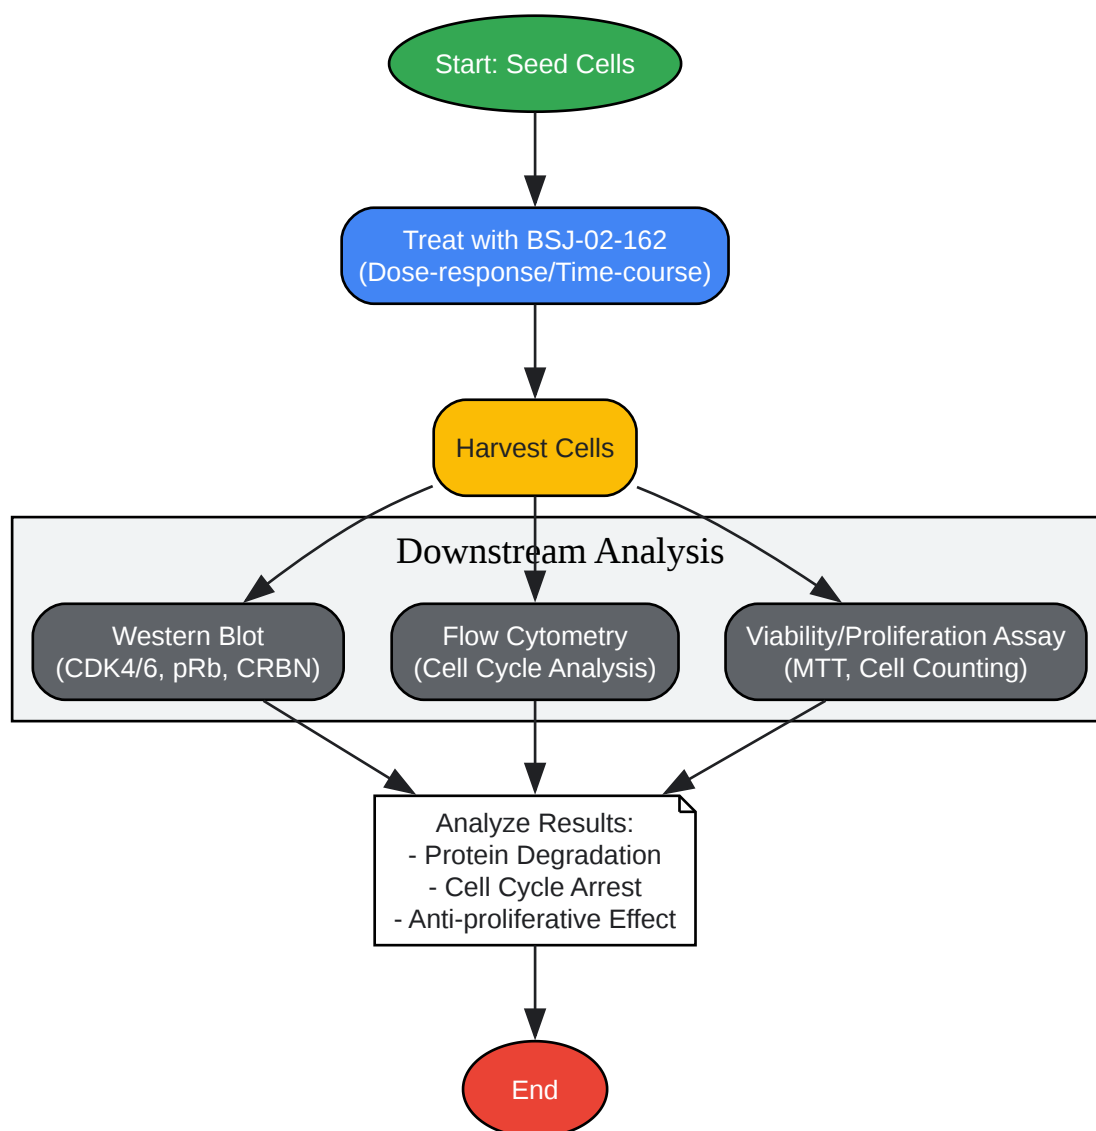 Start: Seed Cells
Treat with BSJ-02-162
(Dose-response/Time-course)
Harvest Cells
Downstream Analysis
Western Blot
(CDK4/6, pRb, CRBN)
Flow Cytometry
(Cell Cycle Analysis)
Viability/Proliferation Assay
(MTT, Cell Counting)
Analyze Results:
- Protein Degradation
- Cell Cycle Arrest
- Anti-proliferative Effect
End